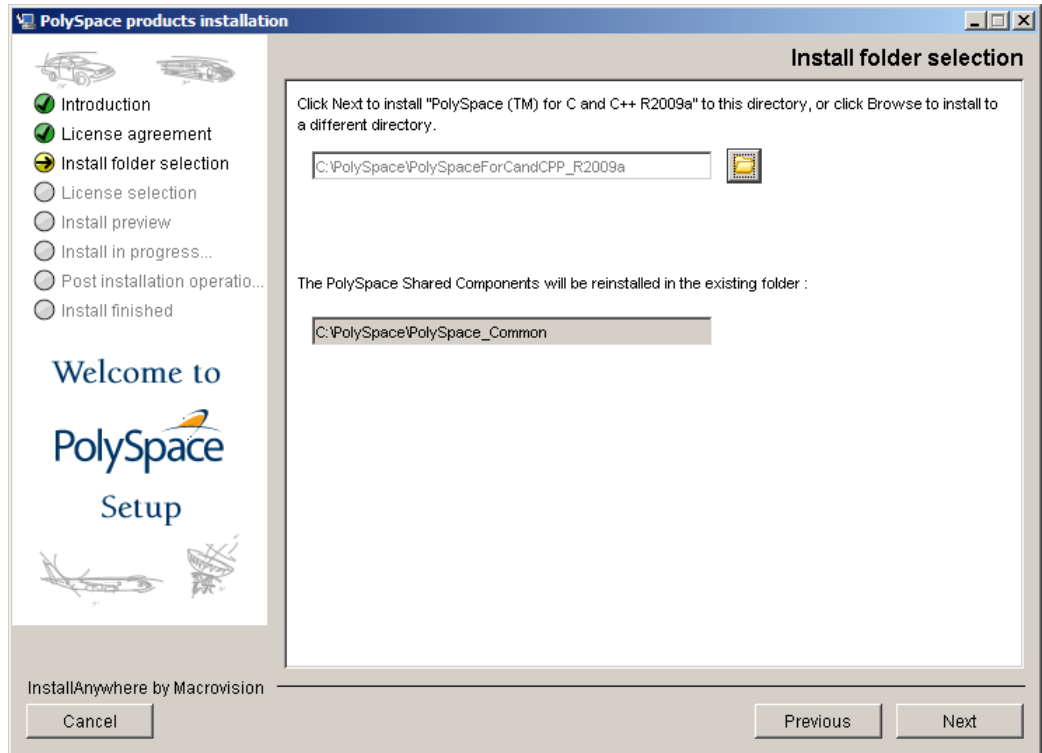 PolySpace products installation
Install folder selection
Introduction
License agreement
Install folder selection
License selection
Install preview
Install in progress...
Post installation operatio...
Install finished
Welcome to
PolySpace
Setup
Click Next to install "PolySpace (TM) for C and C++ R2009a" to this directory, or click Browse to install to
a different directory.
C:\PolySpace\PolySpaceForCandCPP_R2009a
The PolySpace Shared Components will be reinstalled in the existing folder :
C:\PolySpace\PolySpace_Common
InstallAnywhere by Macrovision
Cancel
Previous
Next